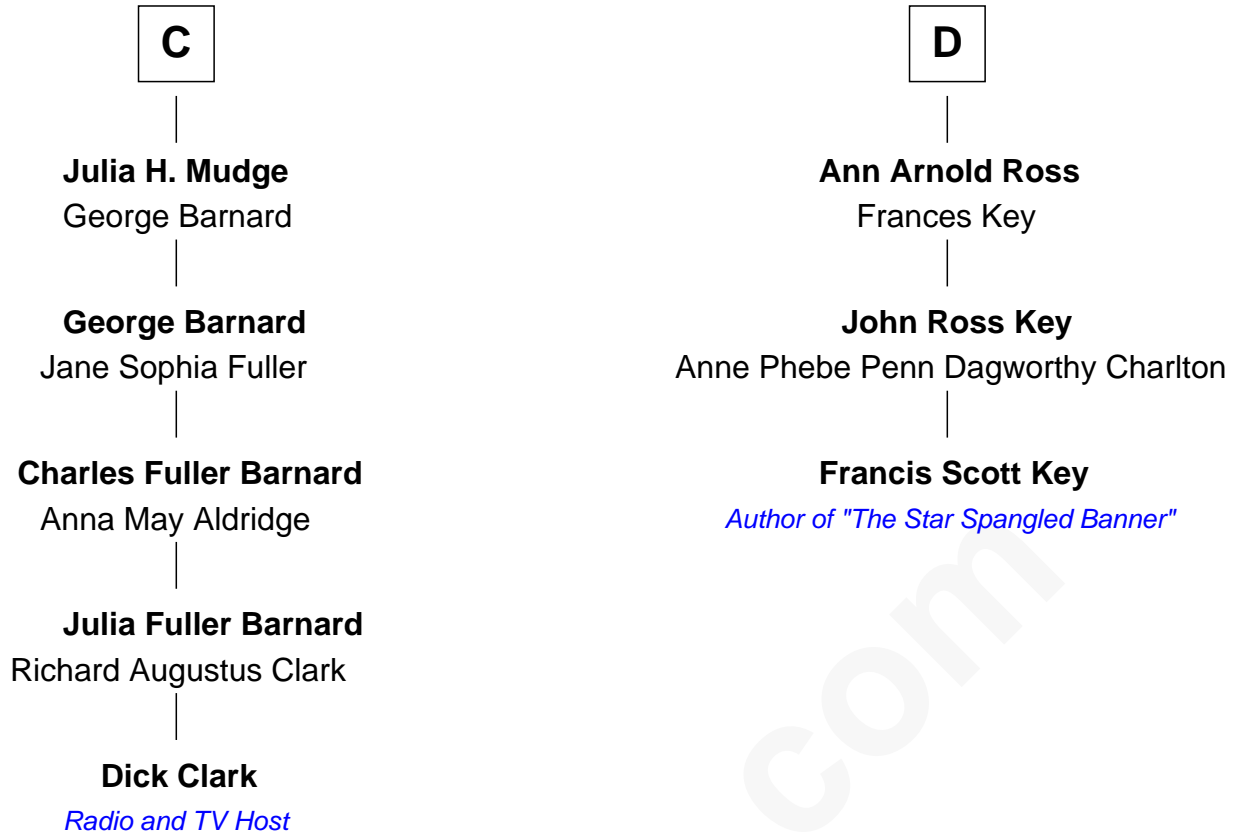 C
Julia H. Mudge
George Barnard
George Barnard
Jane Sophia Fuller
Charles Fuller Barnard
Anna May Aldridge
Julia Fuller Barnard
Richard Augustus Clark
Dick Clark
Radio and TV Host
D
Ann Arnold Ross
Frances Key
John Ross Key
Anne Phebe Penn Dagworthy Charlton
Francis Scott Key
Author of "The Star Spangled Banner"
com